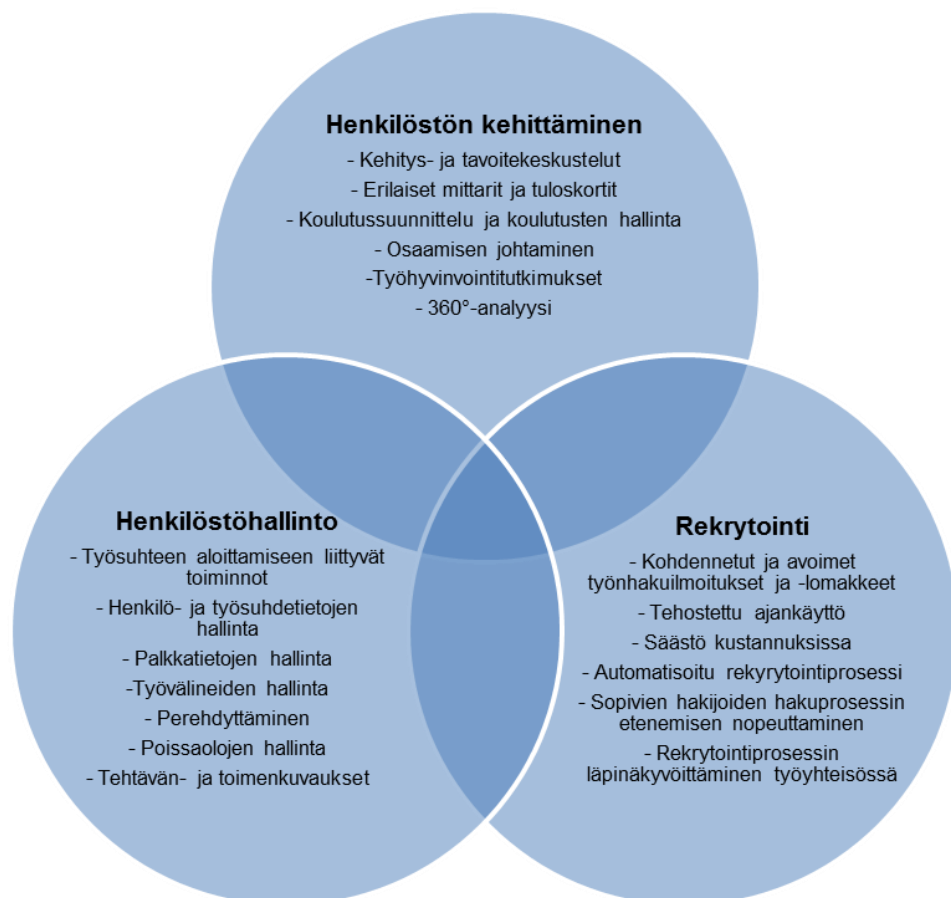 Henkilöstön kehittäminen
- Kehitys- ja tavoitekeskustelut
- Erilaiset mittarit ja tuloskortit
- Koulutussuunnittelu ja koulutusten hallinta
- Osaamisen johtaminen
-Työhyvinvointitutkimukset
- 360°-analyysi
Henkilöstöhallinto
- Työsuhteen aloittamiseen liittyvät
toiminnot
- Henkilö- ja työsuhdetietojen
hallinta
- Palkkatietojen hallinta
-Työvälineiden hallinta
- Perehdyttäminen
- Poissaolojen hallinta
- Tehtävän- ja toimenkuvaukset
Rekrytointi
- Kohdennetut ja avoimet
työnhakuilmoitukset ja -lomakkeet
- Tehostettu ajankäyttö
- Säästö kustannuksissa
- Automatisoitu rekyrytointiprosessi
- Sopivien hakijoiden hakuprosessin
etenemisen nopeuttaminen
- Rekrytointiprosessin
läpinäkyvöittäminen työyhteisössä